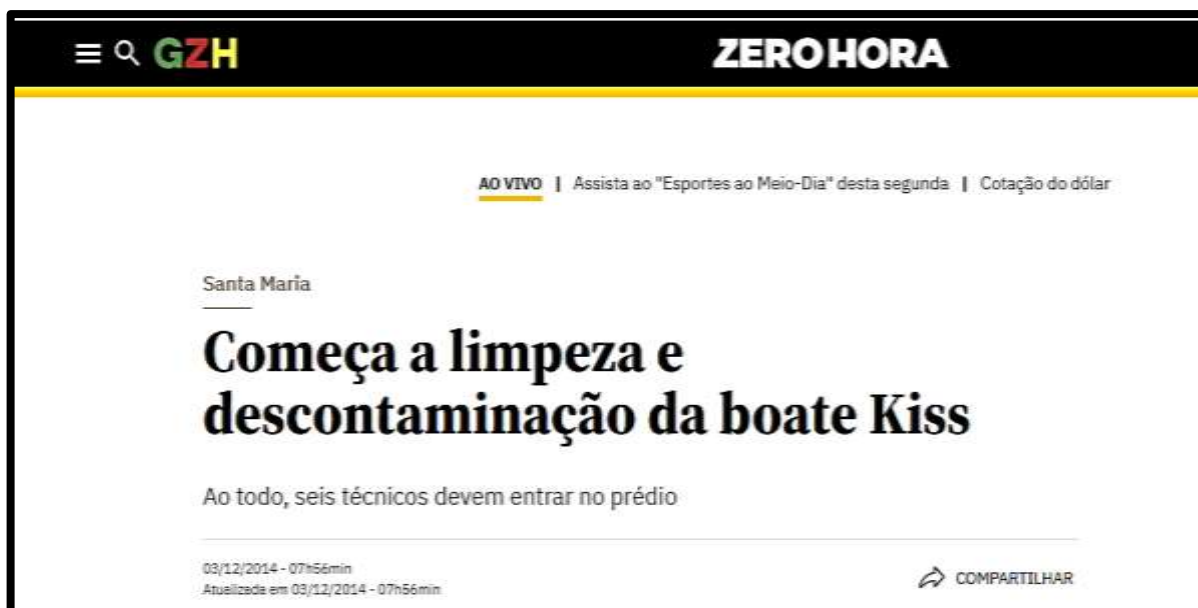 GZH
ZEROHORA
AO VIVO | Assista ao "Esportes ao Meio-Dia" desta segunda | Cotação do dólar
Santa Maria
Começa a limpeza e
descontaminação da boate Kiss
Ao todo, seis técnicos devem entrar no prédio
03/12/2014 - 07h56min
Atualizada em 03/12/2014 - 07h56min
COMPARTILHAR